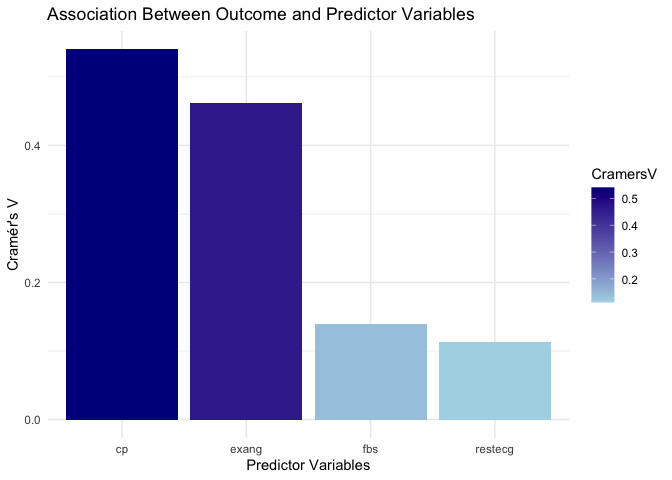 Association Between Outcome and Predictor Variables
Cramér's V
0.4
0.2
0.0
cp exang fbs restecg
Predictor Variables
CramersV
0.5
0.4
0.3
0.2